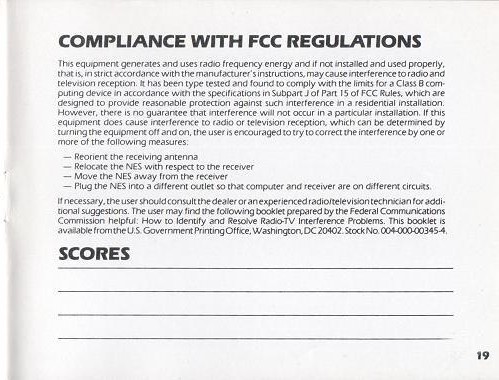 COMPLIANCE WITH FCC REGULATIONS
This equipment generates and uses radio frequency energy and if not installed and used properly,
that is, in strict accordance with the manufacturer's instructions, may cause interference to radio and
television reception. It has been type tested and found to comply with the limits for a Class B com-
puting device in accordance with the specifications in Subpart J of Part 15 of FCC Rules, which are
designed to provide reasonable protection against such interference in a residential installation.
However, there is no guarantee that interference will not occur in a particular installation. If this
equipment does cause interference to radio or television reception, which can be determined by
turning the equipment off and on, the user is encouraged to try to correct the interference by one or
more of the following measures:
— Reorient the receiving antenna
— Relocate the NES with respect to the receiver
— Move the NES away from the receiver
— Plug the NES into a different outlet so that computer and receiver are on different circuits.
If necessary, the user should consult the dealer or an experienced radio/television technician for addi-
tional suggestions. The user may find the following booklet prepared by the Federal Communications
Commission helpful: How to Identify and Resolve Radio-TV Interference Problems. This booklet is
available from the U.S. Government Printing Office, Washington, DC 20402. Stock No. 004-000-00345-4.
SCORES
19